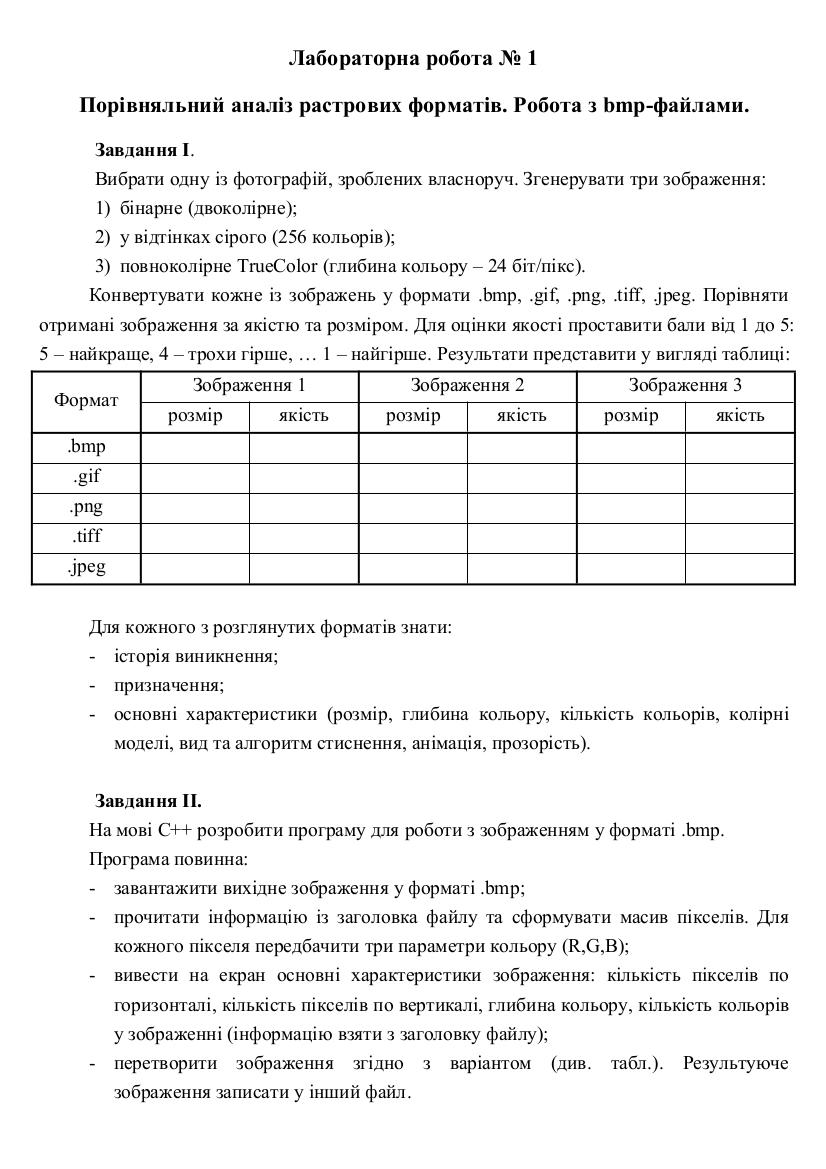 Лабораторна робота № 1
Порівняльний аналіз растрових форматів. Робота з bmp-файлами.
Завдання I.
Вибрати одну із фотографій, зроблених власноруч. Згенерувати три зображення:
1) бінарне (двоколірне);
2) у відтінках сірого (256 кольорів);
3) повноколірне TrueColor (глибина кольору – 24 біт/пікс).
Конвертувати кожне із зображень у формати .bmp, .gif, .png, .tiff, .jpeg. Порівняти
отримані зображення за якістю та розміром. Для оцінки якості проставити бали від 1 до 5:
5 – найкраще, 4 – трохи гірше, … 1 – найгірше. Результати представити у вигляді таблиці:
Формат Зображення 1 Зображення 2 Зображення 3
розмір якість розмір якість розмір якість
.bmp
.gif
.png
.tiff
.jpeg
Для кожного з розглянутих форматів знати:
- історія виникнення;
- призначення;
- основні характеристики (розмір, глибина кольору, кількість кольорів, колірні
моделі, вид та алгоритм стиснення, анімація, прозорість).
Завдання II.
На мові C++ розробити програму для роботи з зображенням у форматі .bmp.
Програма повинна:
- завантажити вихідне зображення у форматі .bmp;
- прочитати інформацію із заголовка файлу та сформувати масив пікселів. Для
кожного пікселя передбачити три параметри кольору (R,G,B);
- вивести на екран основні характеристики зображення: кількість пікселів по
горизонталі, кількість пікселів по вертикалі, глибина кольору, кількість кольорів
у зображенні (інформацію взяти з заголовку файлу);
- перетворити зображення згідно з варіантом (див. табл.). Результуюче
зображення записати у інший файл.